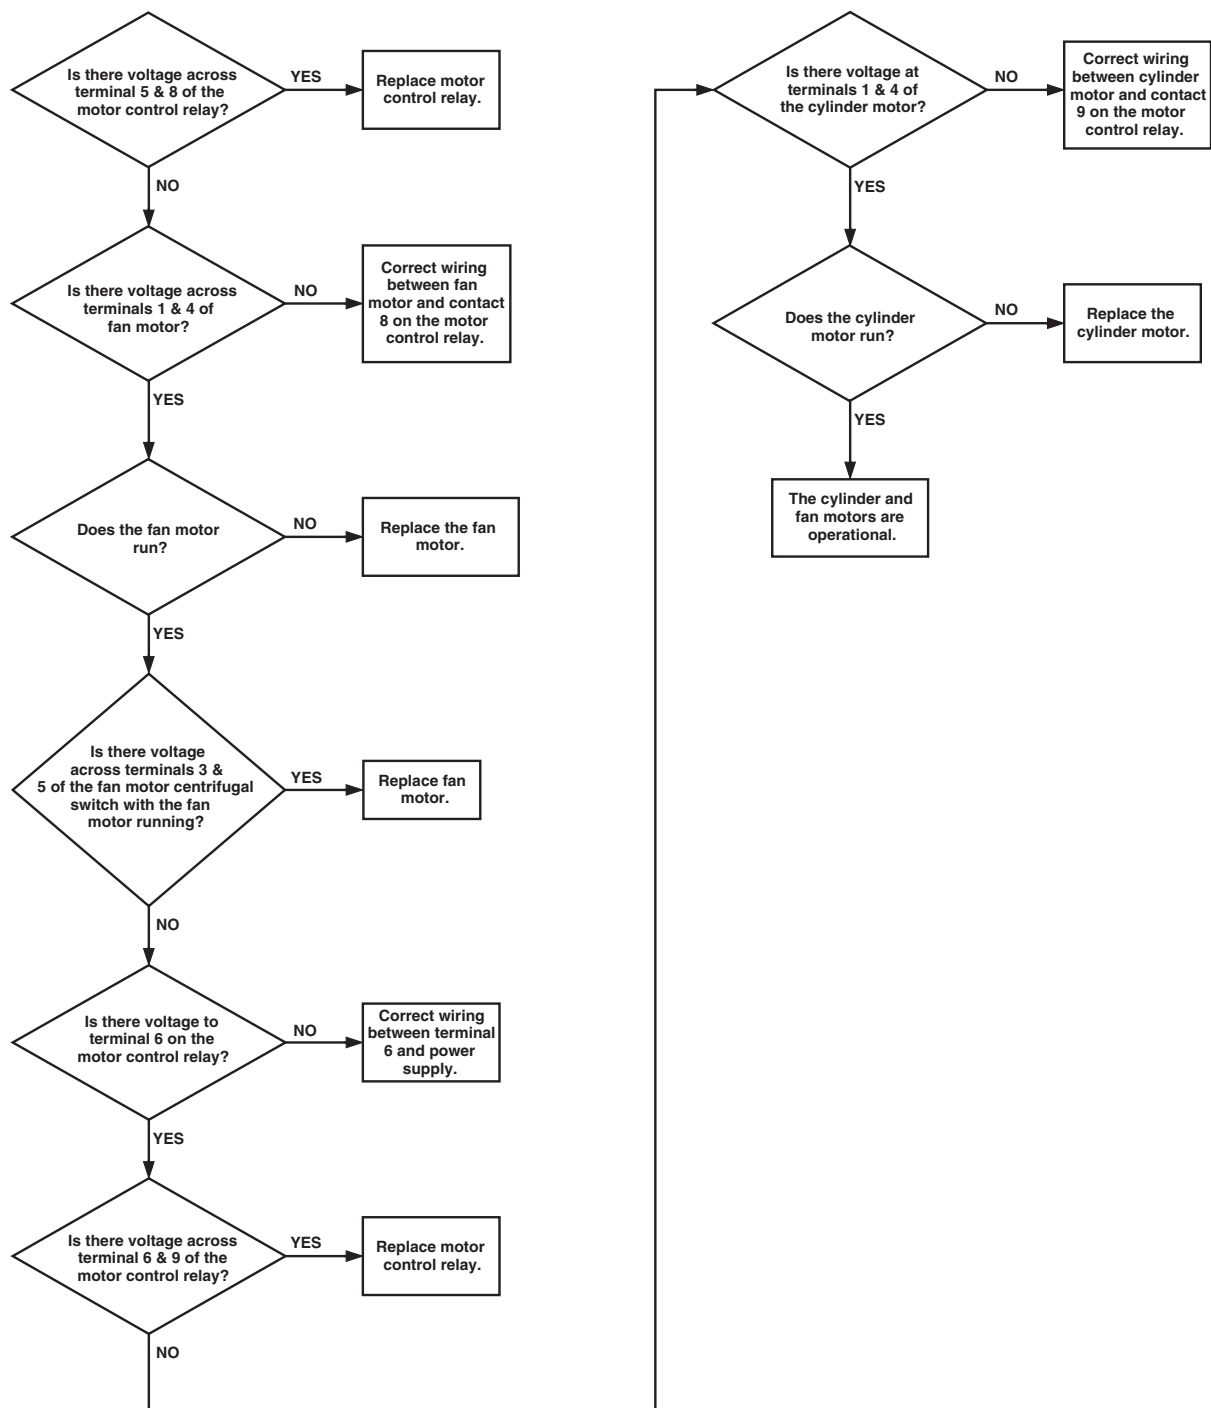 Is there voltage across
terminal 5 & 8 of the
motor control relay?
YES
Replace motor
control relay.
NO
Is there voltage across
terminals 1 & 4 of
fan motor?
NO
Correct wiring
between fan
motor and contact
8 on the motor
control relay.
YES
Does the fan motor
run?
NO
Replace the fan
motor.
YES
Is there voltage
across terminals 3 &
5 of the fan motor centrifugal
switch with the fan
motor running?
YES
Replace fan
motor.
NO
Is there voltage to
terminal 6 on the
motor control relay?
NO
Correct wiring
between terminal
6 and power
supply.
YES
Is there voltage across
terminal 6 & 9 of the
motor control relay?
YES
Replace motor
control relay.
NO
Is there voltage at
terminals 1 & 4 of
the cylinder motor?
NO
Correct wiring
between cylinder
motor and contact
9 on the motor
control relay.
YES
Does the cylinder
motor run?
NO
Replace the
cylinder motor.
YES
The cylinder and
fan motors are
operational.